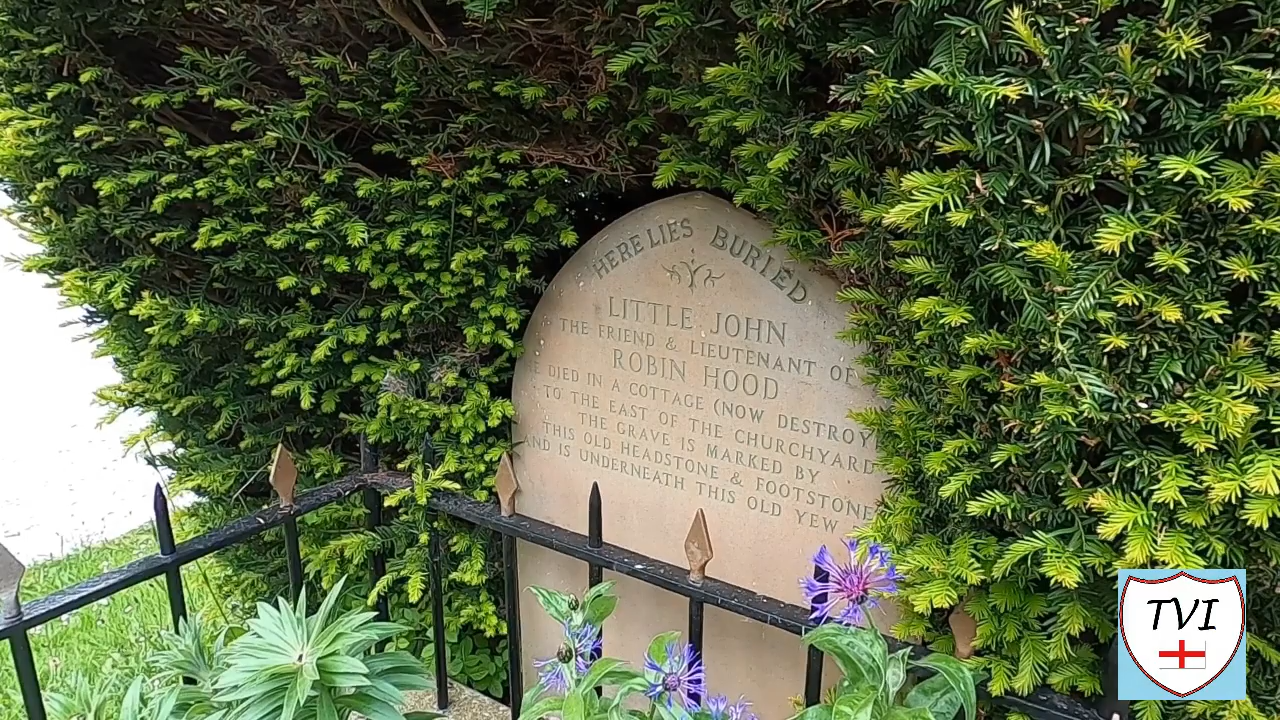 HERE LIES BURIED
LITTLE JOHN
THE FRIEND & LIEUTENANT OF
ROBIN HOOD
E DIED IN A COTTAGE (NOW DESTROY
TO THE EAST OF THE CHURCHYARD
THE GRAVE IS MARKED BY
THIS OLD HEADSTONE & FOOTSTONE
AND IS UNDERNEATH THIS OLD YEW
TVI